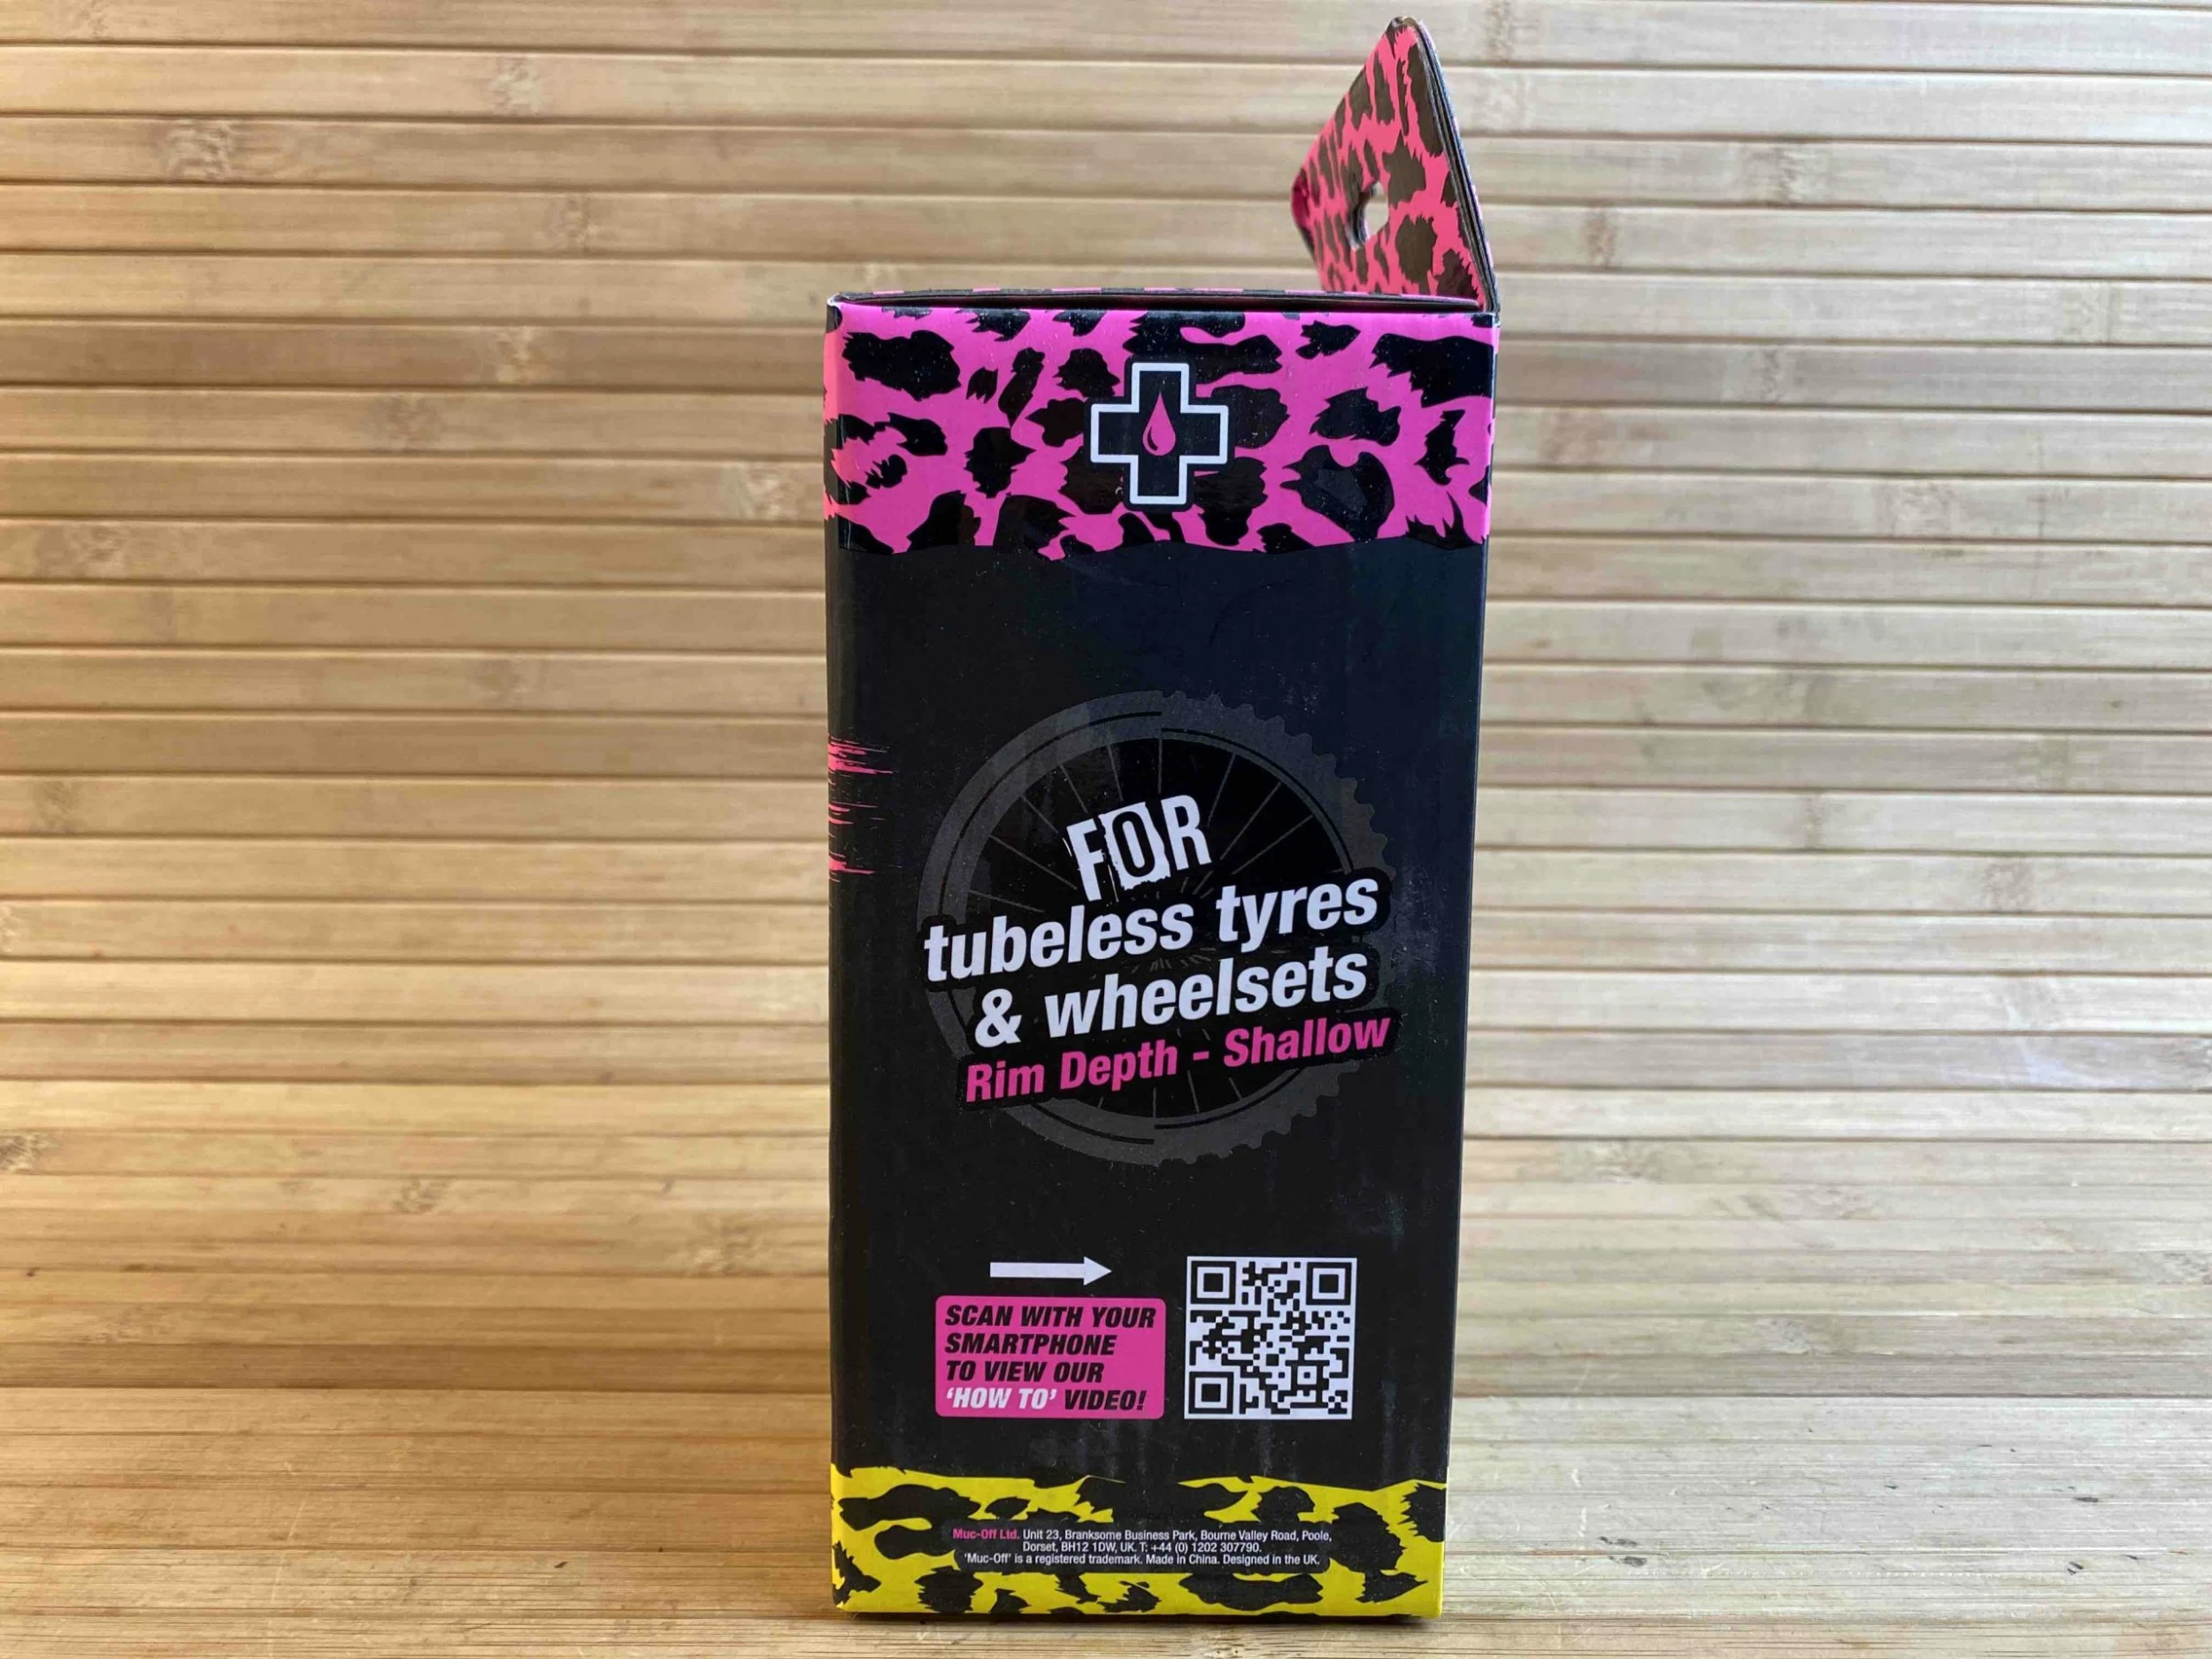 FOR
tubeless tyres
& wheelsets
Rim Depth - Shallow
SCAN WITH YOUR
SMARTPHONE
TO VIEW OUR
‘HOW TO’ VIDEO!
Muc-Off Ltd. Unit 23, Branksome Business Park, Bourne Valley Road, Poole,
Dorset, BH12 1DW, UK. T: +44 (0) 1202 307790.
‘Muc-Off’ is a registered trademark. Made in China. Designed in the UK.